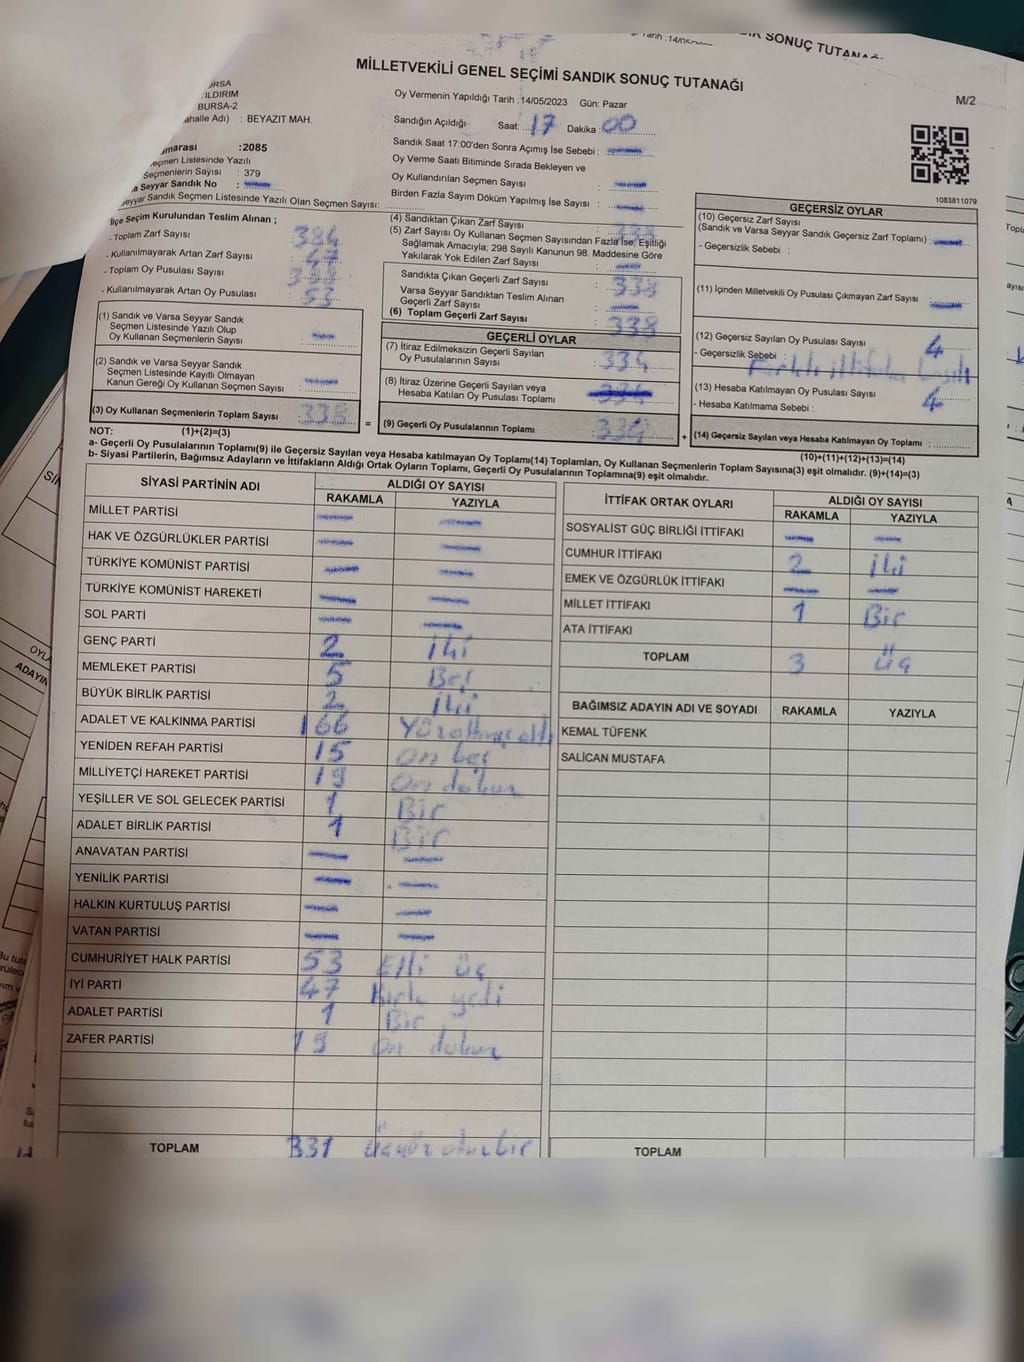 Tarih : 14/05/
SONUÇ TUTANA
MİLLETVEKİLİ GENEL SEÇİMİ SANDIK SONUÇ TUTANAĞI
M/2
URSA
ILDIRIM
BURSA-2
ahalle Adı) : BEYAZIT MAH.
Oy Vermenin Yapıldığı Tarih :14/05/2023 Gün: Pazar
Sandığın Açıldığı Saat : 17 Dakika : 00
Sandık Saat 17:00'den Sonra Açımış İse Sebebi :
Oy Verme Saati Bitiminde Sırada Bekleyen ve
Oy Kullandırılan Seçmen Sayısı :
Birden Fazla Sayım Döküm Yapılmış İse Sayısı :
umarası :2085
eçmen Listesinde Yazılı
Seçmenlerin Sayısı : 379
a Seyyar Sandık No :
eyyar Sandık Seçmen Listesinde Yazılı Olan Seçmen Sayısı:
1083811079
İlçe Seçim Kurulundan Teslim Alınan ;
- Toplam Zarf Sayısı : 384
- Kullanılmayarak Artan Zarf Sayısı : 47
- Toplam Oy Pusulası Sayısı
- Kullanılmayarak Artan Oy Pusulası : 53
(1) Sandık ve Varsa Seyyar Sandık
Seçmen Listesinde Yazılı Olup
Oy Kullanan Seçmenlerin Sayısı :
(2) Sandık ve Varsa Seyyar Sandık
Seçmen Listesinde Kayıtlı Olmayan
Kanun Gereği Oy Kullanan Seçmen Sayısı :
(3) Oy Kullanan Seçmenlerin Toplam Sayısı : 338
=
(4) Sandıktan Çıkan Zarf Sayısı : 338
(5) Zarf Sayısı Oy Kullanan Seçmen Sayısından Fazla İse, Eşitliği
Sağlamak Amacıyla; 298 Sayılı Kanunun 98. Maddesine Göre
Yakılarak Yok Edilen Zarf Sayısı :
Sandıkta Çıkan Geçerli Zarf Sayısı : 338
Varsa Seyyar Sandıktan Teslim Alınan
Geçerli Zarf Sayısı :
(6) Toplam Geçerli Zarf Sayısı : 338
GEÇERLİ OYLAR
(7) İtiraz Edilmeksizin Geçerli Sayılan
Oy Pusulalarının Sayısı : 334
(8) İtiraz Üzerine Geçerli Sayılan veya
Hesaba Katılan Oy Pusulası Toplamı :
(9) Geçerli Oy Pusulalarının Toplamı : 334
+
GEÇERSİZ OYLAR
(10) Geçersiz Zarf Sayısı
(Sandık ve Varsa Seyyar Sandık Geçersiz Zarf Toplamı) :
- Geçersizlik Sebebi :
(11) İçinden Milletvekili Oy Pusulası Çıkmayan Zarf Sayısı :
(12) Geçersiz Sayılan Oy Pusulası Sayısı : 4
- Geçersizlik Sebebi : Farklı ittifaka
(13) Hesaba Katılmayan Oy Pusulası Sayısı : 4
- Hesaba Katılmama Sebebi :
(14) Geçersiz Sayılan veya Hesaba Katılmayan Oy Toplamı :
NOT: (1)+(2)=(3)
(10)+(11)+(12)+(13)=(14)
a- Geçerli Oy Pusulalarının Toplamı(9) ile Geçersiz Sayılan veya Hesaba katılmayan Oy Toplamı(14) Toplamları, Oy Kullanan Seçmenlerin Toplam Sayısına(3) eşit olmalıdır. (9)+(14)=(3)
b- Siyasi Partilerin, Bağımsız Adayların ve İttifakların Aldığı Ortak Oyların Toplamı, Geçerli Oy Pusulalarının Toplamına(9) eşit olmalıdır.
SİYASİ PARTİNİN ADI ALDIĞI OY SAYISI
RAKAMLA YAZIYLA
MİLLET PARTİSİ
HAK VE ÖZGÜRLÜKLER PARTİSİ
TÜRKİYE KOMÜNİST PARTİSİ
TÜRKİYE KOMÜNİST HAREKETİ
SOL PARTİ
GENÇ PARTİ 2 iki
MEMLEKET PARTİSİ 5 Beş
BÜYÜK BİRLİK PARTİSİ 2 iki
ADALET VE KALKINMA PARTİSİ 166 Yüzaltmış altı
YENİDEN REFAH PARTİSİ 15 on beş
MİLLİYETÇİ HAREKET PARTİSİ 19 On dokuz
YEŞİLLER VE SOL GELECEK PARTİSİ 1 Bir
ADALET BİRLİK PARTİSİ 1 Bir
ANAVATAN PARTİSİ
YENİLİK PARTİSİ
HALKIN KURTULUŞ PARTİSİ
VATAN PARTİSİ
CUMHURİYET HALK PARTİSİ 53 Elli üç
İYİ PARTİ 47 Kırk yedi
ADALET PARTİSİ 1 Bir
ZAFER PARTİSİ 19 on dokuz
TOPLAM 331 üçyüz otuz bir
İTTİFAK ORTAK OYLARI ALDIĞI OY SAYISI
RAKAMLA YAZIYLA
SOSYALİST GÜÇ BİRLİĞİ İTTİFAKI
CUMHUR İTTİFAKI 2 iki
EMEK VE ÖZGÜRLÜK İTTİFAKI
MİLLET İTTİFAKI 1 Bir
ATA İTTİFAKI
TOPLAM 3 üç
BAĞIMSIZ ADAYIN ADI VE SOYADI RAKAMLA YAZIYLA
KEMAL TÜFENK
SALİCAN MUSTAFA
TOPLAM